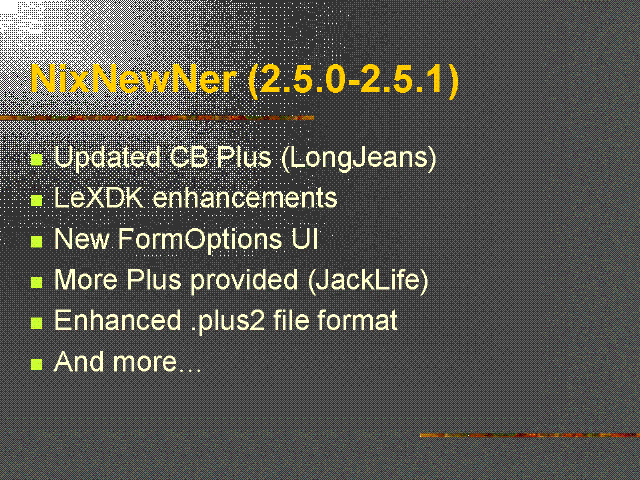 NixNewNer (2.5.0-2.5.1)
Updated CB Plus (LongJeans)
LeXDK enhancements
New FormOptions UI
More Plus provided (JackLife)
Enhanced .plus2 file format
And more...